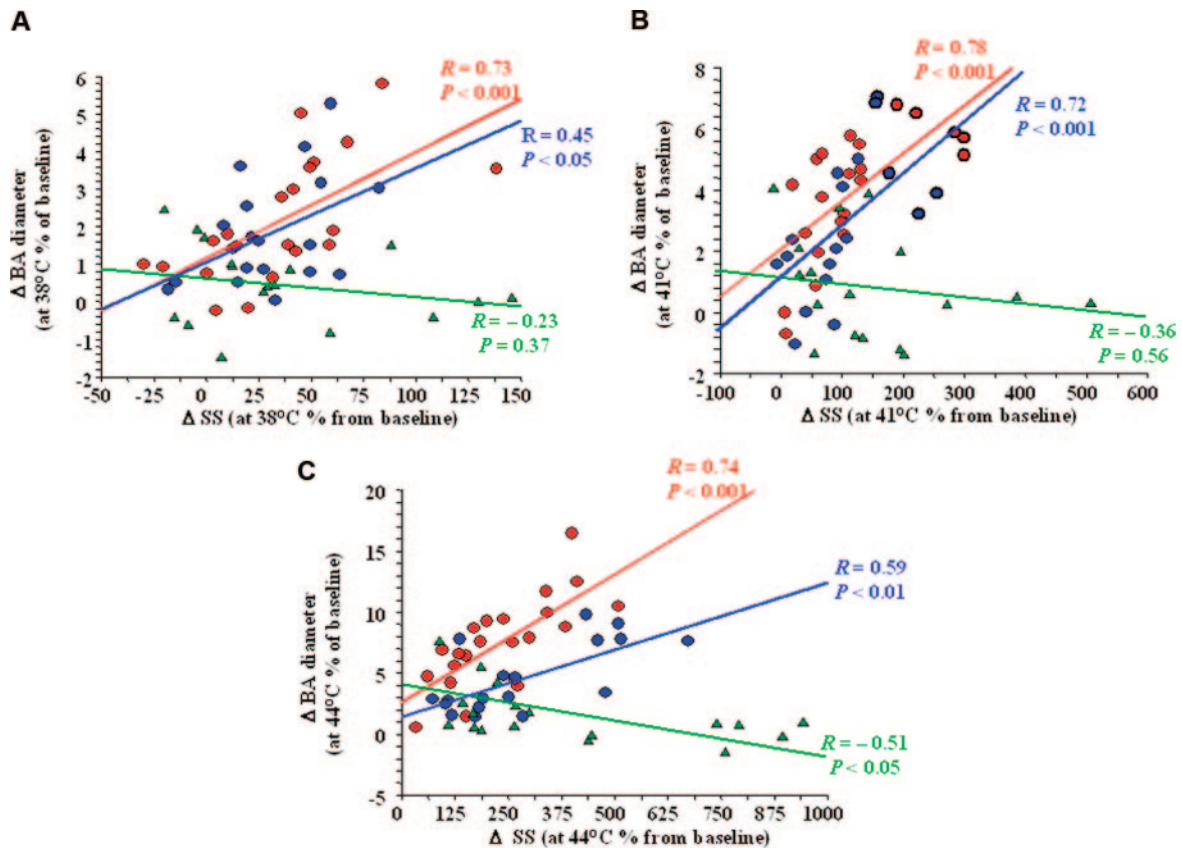 A
R = 0.73
P < 0.001
R = 0.45
P < 0.05
R = – 0.23
P = 0.37
6
5
4
3
2
1
0
-1
-2
Δ BA diameter
(at 38°C % of baseline)
-50 -25 0 25 50 75 100 125 150
Δ SS (at 38°C % from baseline)
B
R = 0.78
P < 0.001
R = 0.72
P < 0.001
R = – 0.36
P = 0.56
8
6
4
2
0
-2
Δ BA diameter
(at 41°C % of baseline)
-100 0 100 200 300 400 500 600
Δ SS (at 41°C % from baseline)
C
R = 0.74
P < 0.001
R = 0.59
P < 0.01
R = –0.51
P < 0.05
20
15
10
5
0
-5
Δ BA diameter
(at 44°C % of baseline)
0 125 250 375 500 625 750 875 1000
Δ SS (at 44°C % from baseline)